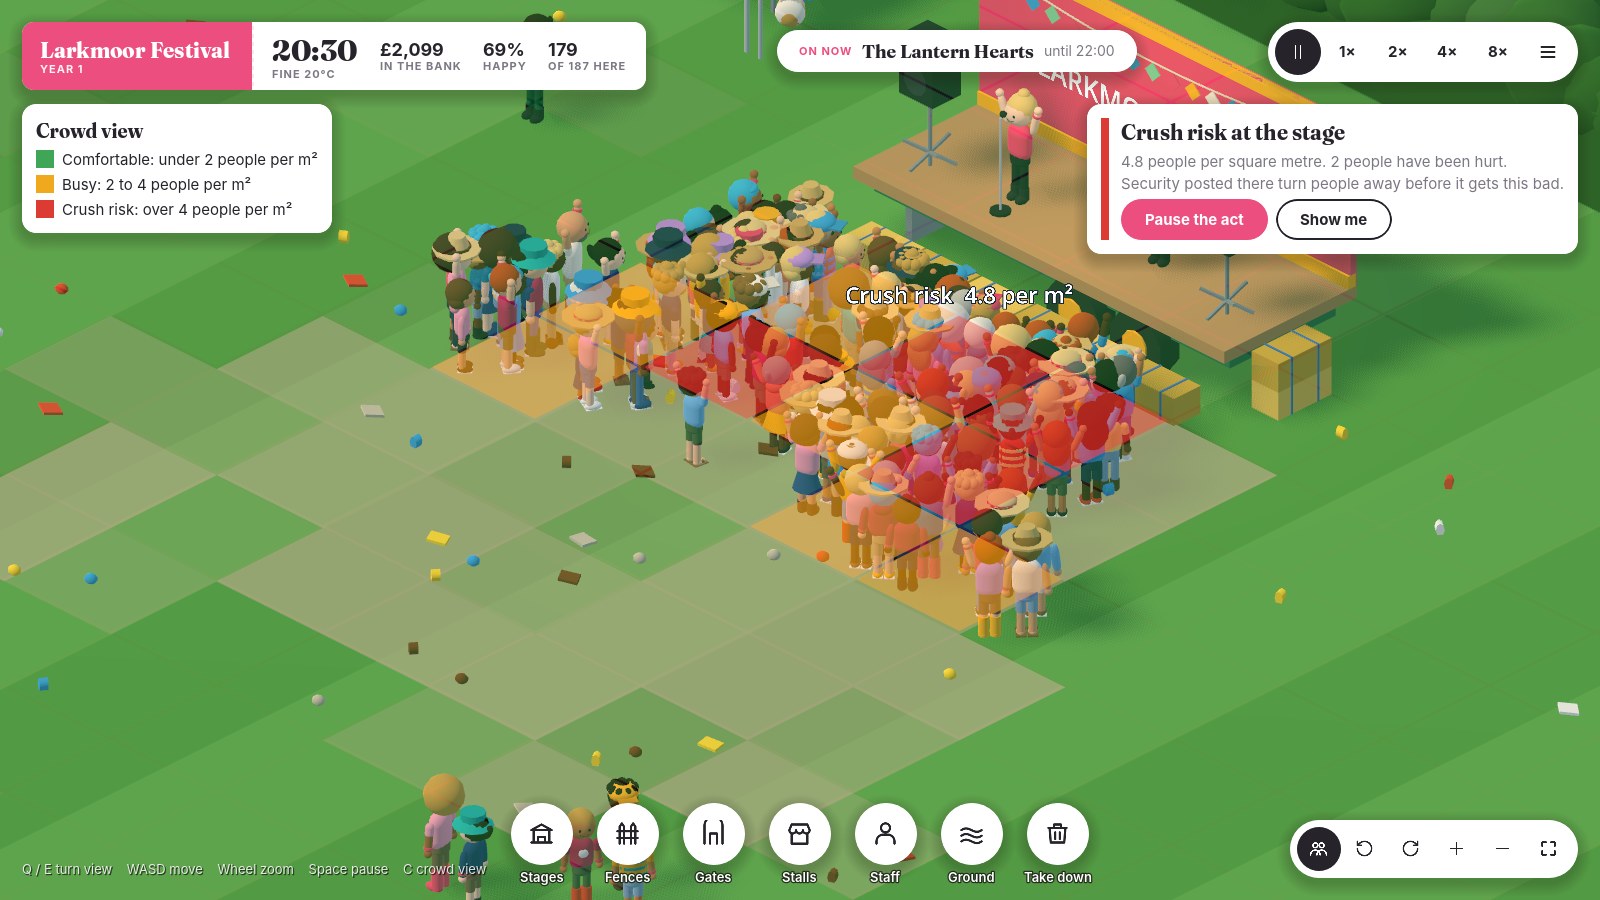 Larkmoor Festival
YEAR 1
20:30
FINE 20°C
£2,099
IN THE BANK
69%
HAPPY
179
OF 187 HERE
ON NOW The Lantern Hearts until 22:00
1×
2×
4×
8×
Crowd view
Comfortable: under 2 people per m²
Busy: 2 to 4 people per m²
Crush risk: over 4 people per m²
Crush risk at the stage
4.8 people per square metre. 2 people have been hurt.
Security posted there turn people away before it gets this bad.
Pause the act
Show me
Crush risk 4.8 per m²
Q / E turn view WASD move Wheel zoom Space pause C crowd view
Stages
Fences
Gates
Stalls
Staff
Ground
Take down